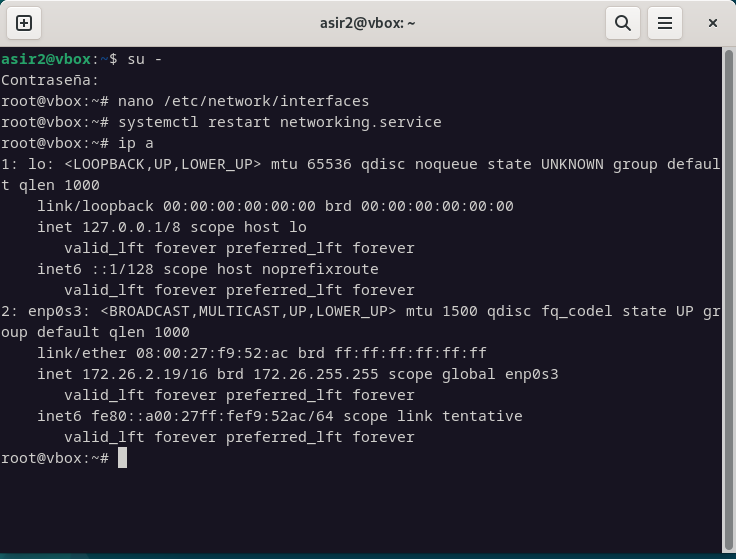 asir2@vbox: ~
asir2@vbox:~$ su -
Contraseña:
root@vbox:~# nano /etc/network/interfaces
root@vbox:~# systemctl restart networking.service
root@vbox:~# ip a
1: lo: <LOOPBACK,UP,LOWER_UP> mtu 65536 qdisc noqueue state UNKNOWN group defaul
t qlen 1000
    link/loopback 00:00:00:00:00:00 brd 00:00:00:00:00:00
    inet 127.0.0.1/8 scope host lo
       valid_lft forever preferred_lft forever
    inet6 ::1/128 scope host noprefixroute
       valid_lft forever preferred_lft forever
2: enp0s3: <BROADCAST,MULTICAST,UP,LOWER_UP> mtu 1500 qdisc fq_codel state UP gr
oup default qlen 1000
    link/ether 08:00:27:f9:52:ac brd ff:ff:ff:ff:ff:ff
    inet 172.26.2.19/16 brd 172.26.255.255 scope global enp0s3
       valid_lft forever preferred_lft forever
    inet6 fe80::a00:27ff:fef9:52ac/64 scope link tentative
       valid_lft forever preferred_lft forever
root@vbox:~#